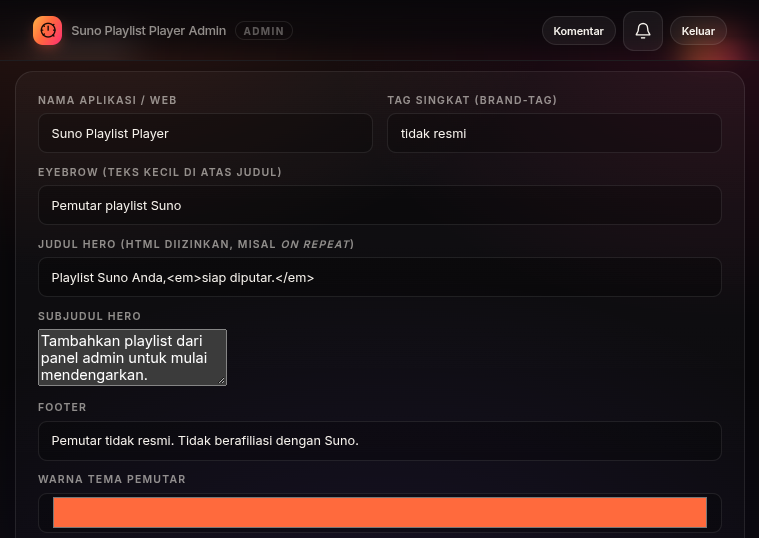 Suno Playlist Player Admin
ADMIN
Komentar
Keluar
NAMA APLIKASI / WEB
TAG SINGKAT (BRAND-TAG)
Suno Playlist Player
tidak resmi
EYEBROW (TEKS KECIL DI ATAS JUDUL)
Pemutar playlist Suno
JUDUL HERO (HTML DIIZINKAN, MISAL ON REPEAT)
Playlist Suno Anda,<em>siap diputar.</em>
SUBJUDUL HERO
Tambahkan playlist dari
panel admin untuk mulai
mendengarkan.
FOOTER
Pemutar tidak resmi. Tidak berafiliasi dengan Suno.
WARNA TEMA PEMUTAR